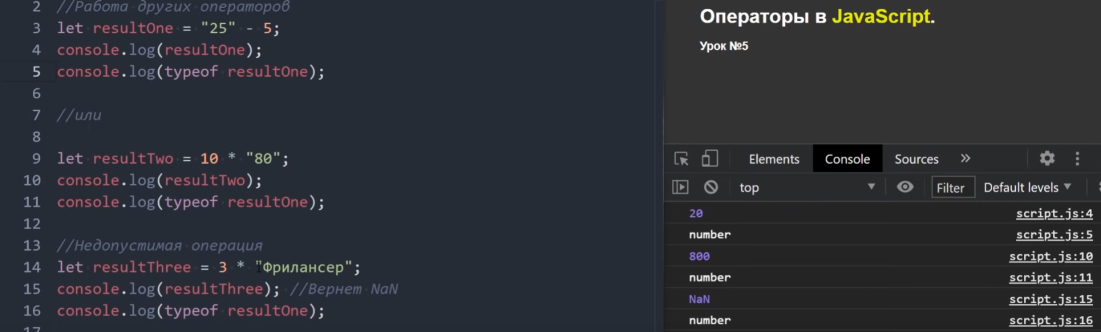 2 //Работа других операторов
3 let resultOne = "25" - 5;
4 console.log(resultOne);
5 console.log(typeof resultOne);
6
7 //или
8
9 let resultTwo = 10 * "80";
10 console.log(resultTwo);
11 console.log(typeof resultOne);
12
13 //Недопустимая операция
14 let resultThree = 3 * "Фрилансер";
15 console.log(resultThree); //Вернет NaN
16 console.log(typeof resultOne);
17
Операторы в JavaScript.
Урок №5
Elements Console Sources »
top Filter Default levels
20 script.js:4
number script.js:5
800 script.js:10
number script.js:11
NaN script.js:15
number script.js:16